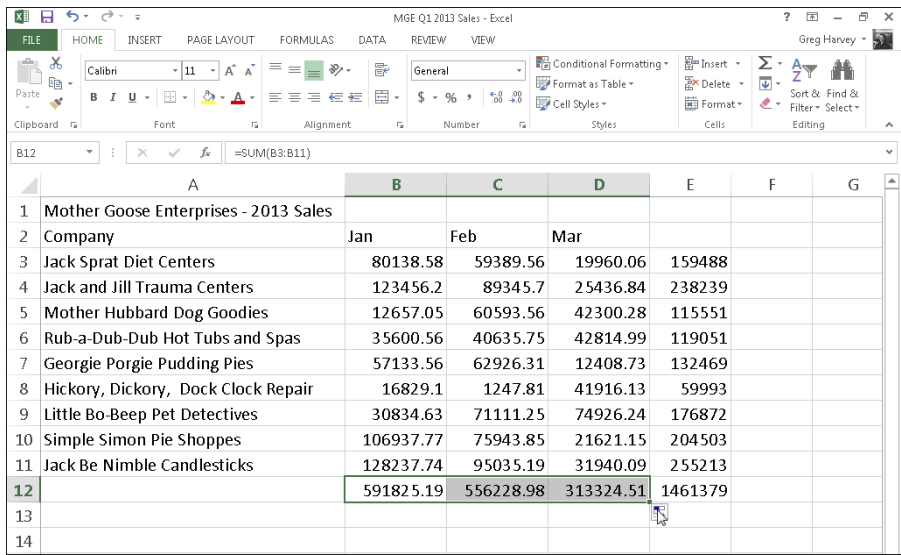 MGE Q1 2013 Sales - Excel
FILE HOME INSERT PAGE LAYOUT FORMULAS DATA REVIEW VIEW Greg Harvey
Calibri 11 A A General Conditional Formatting Insert Σ A Z
Paste B I U A $ % , .00 .0 Format as Table Delete Sort & Find &
Cell Styles Format Filter Select
Clipboard Font Alignment Number Styles Cells Editing
B12 fx =SUM(B3:B11)
A B C D E F G
1 Mother Goose Enterprises - 2013 Sales
2 Company Jan Feb Mar
3 Jack Sprat Diet Centers 80138.58 59389.56 19960.06 159488
4 Jack and Jill Trauma Centers 123456.2 89345.7 25436.84 238239
5 Mother Hubbard Dog Goodies 12657.05 60593.56 42300.28 115551
6 Rub-a-Dub-Dub Hot Tubs and Spas 35600.56 40635.75 42814.99 119051
7 Georgie Porgie Pudding Pies 57133.56 62926.31 12408.73 132469
8 Hickory, Dickory, Dock Clock Repair 16829.1 1247.81 41916.13 59993
9 Little Bo-Beep Pet Detectives 30834.63 71111.25 74926.24 176872
10 Simple Simon Pie Shoppes 106937.77 75943.85 21621.15 204503
11 Jack Be Nimble Candlesticks 128237.74 95035.19 31940.09 255213
12 591825.19 556228.98 313324.51 1461379
13
14